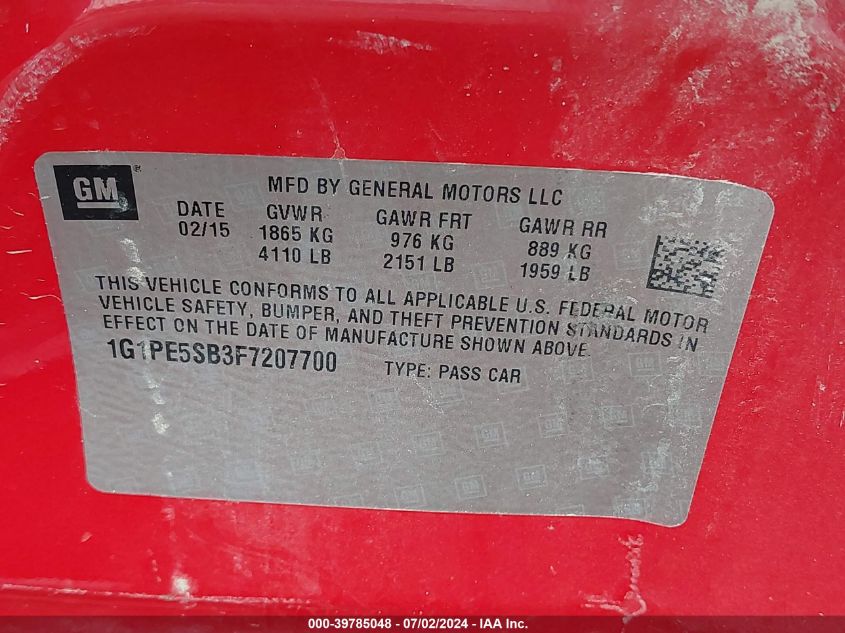 GM
MFD BY GENERAL MOTORS LLC
DATE GVWR GAWR FRT GAWR RR
02/15 1865 KG 976 KG 889 KG
4110 LB 2151 LB 1959 LB
THIS VEHICLE CONFORMS TO ALL APPLICABLE U.S. FEDERAL MOTOR
VEHICLE SAFETY, BUMPER, AND THEFT PREVENTION STANDARDS IN
EFFECT ON THE DATE OF MANUFACTURE SHOWN ABOVE.
1G1PE5SB3F7207700 TYPE: PASS CAR
000-39785048 - 07/02/2024 - IAA Inc.